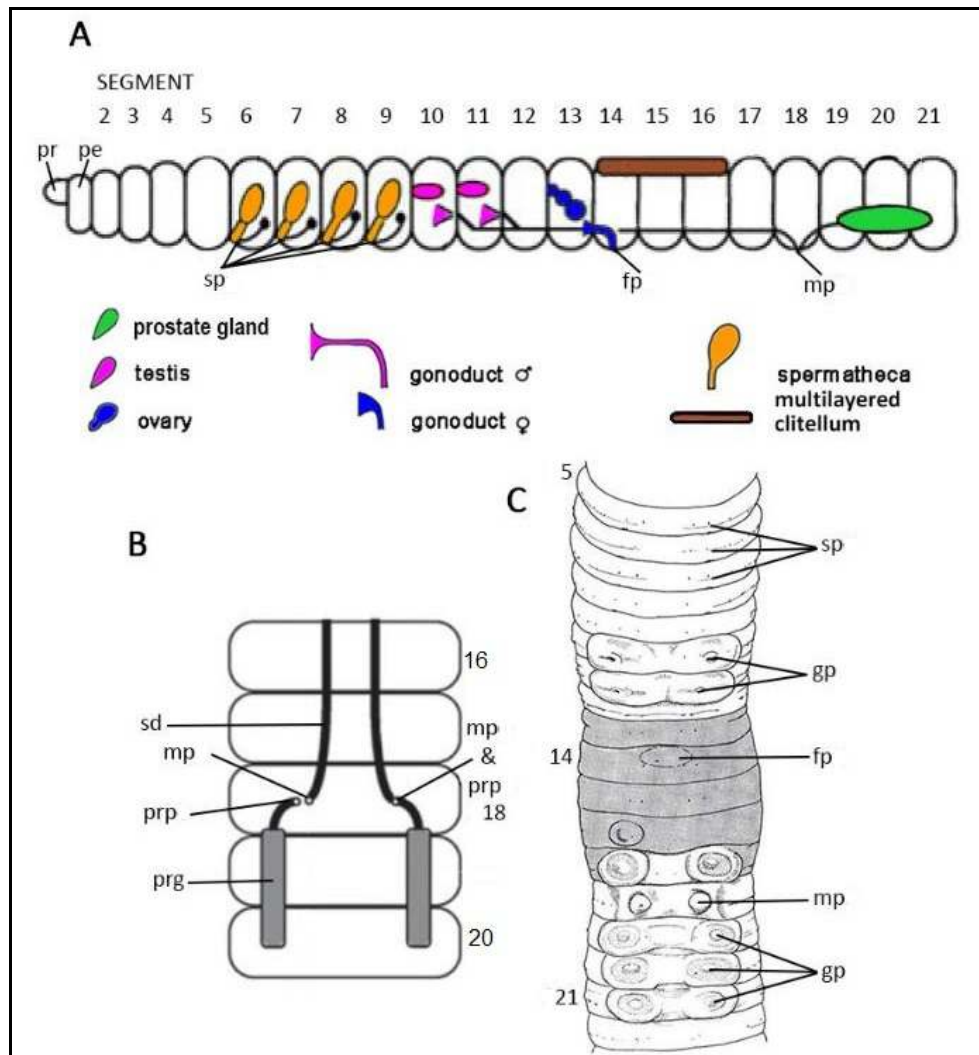 A
SEGMENT
2 3 4 5 6 7 8 9 10 11 12 13 14 15 16 17 18 19 20 21
pr pe
sp fp mp
prostate gland
testis gonoduct ♂ spermatheca
ovary gonoduct ♀ multilayered
clitellum
B
16
sd mp
mp &
prp prp
18
prg
20
C
5
sp
gp
14 fp
mp
gp
21